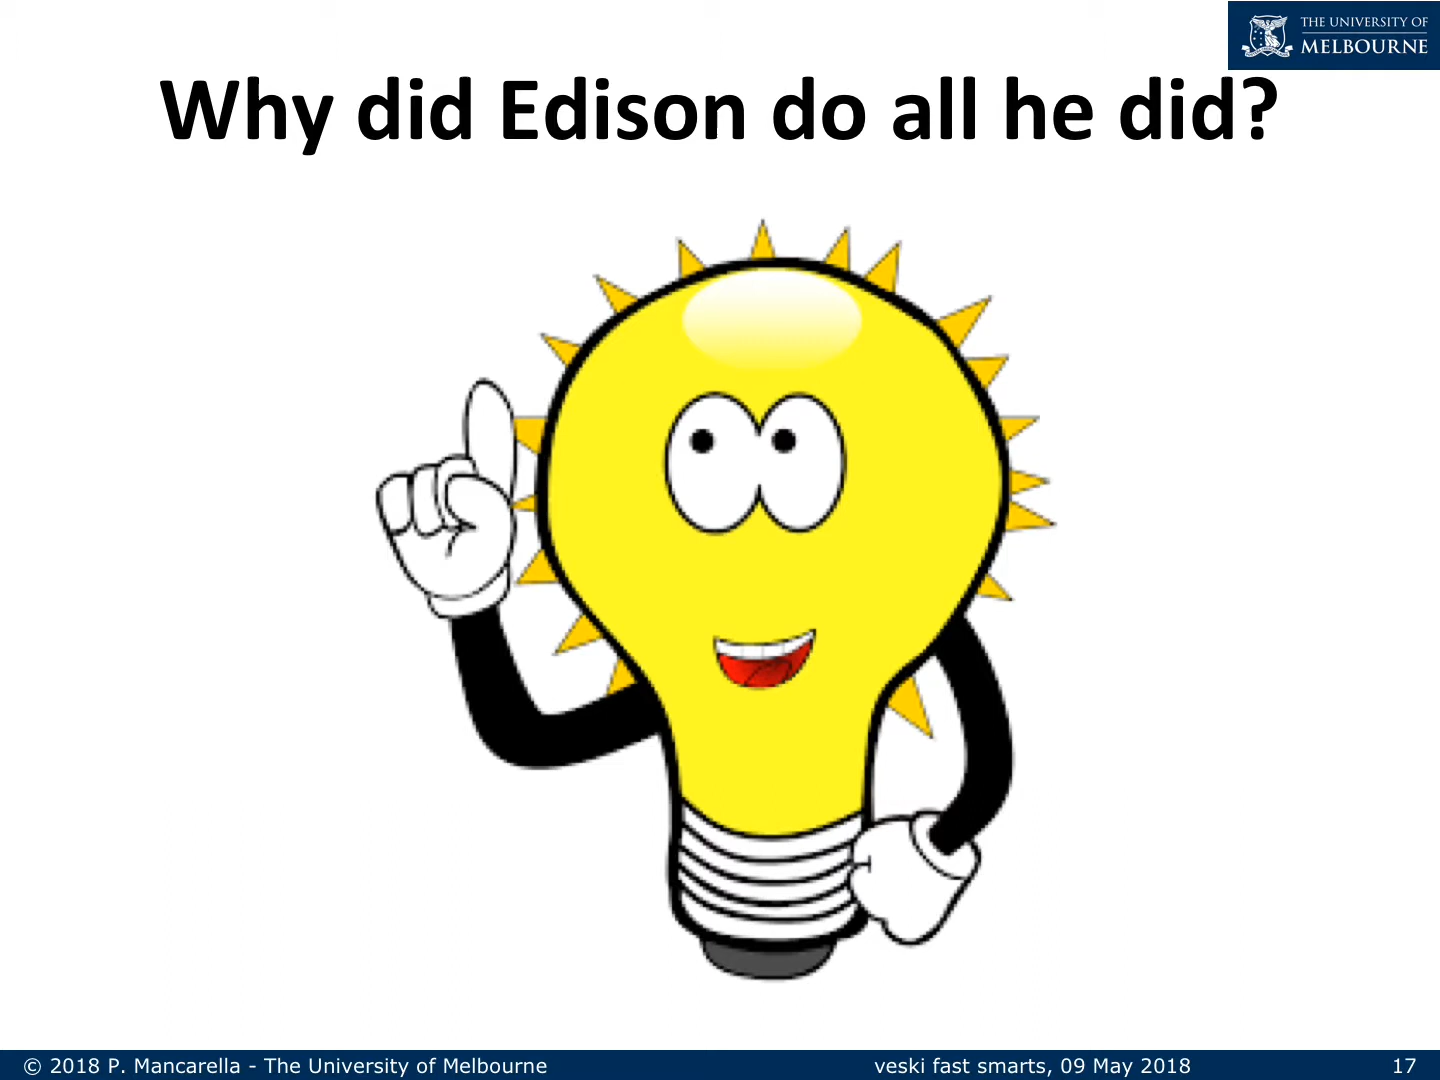 THE UNIVERSITY OF
MELBOURNE
Why did Edison do all he did?
© 2018 P. Mancarella - The University of Melbourne
veski fast smarts, 09 May 2018
17